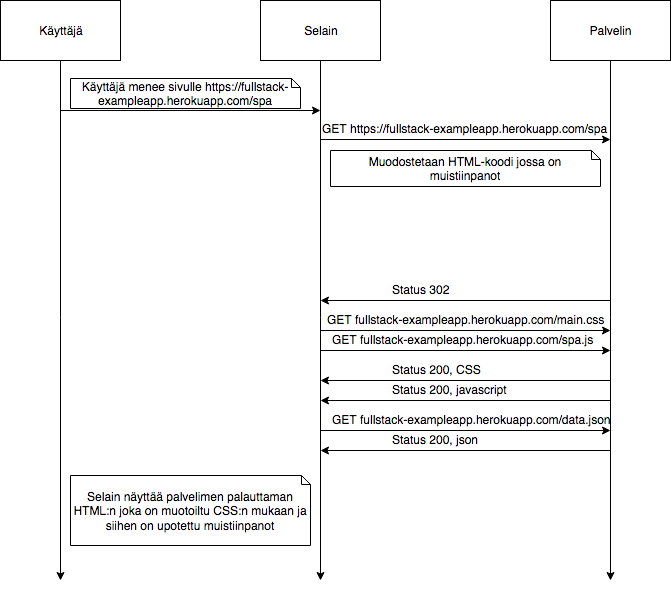 Käyttäjä
Selain
Palvelin
Käyttäjä menee sivulle https://fullstack-
exampleapp.herokuapp.com/spa
GET https://fullstack-exampleapp.herokuapp.com/spa
Muodostetaan HTML-koodi jossa on
muistiinpanot
Status 302
GET fullstack-exampleapp.herokuapp.com/main.css
GET fullstack-exampleapp.herokuapp.com/spa.js
Status 200, CSS
Status 200, javascript
GET fullstack-exampleapp.herokuapp.com/data.json
Status 200, json
Selain näyttää palvelimen palauttaman
HTML:n joka on muotoiltu CSS:n mukaan ja
siihen on upotettu muistiinpanot